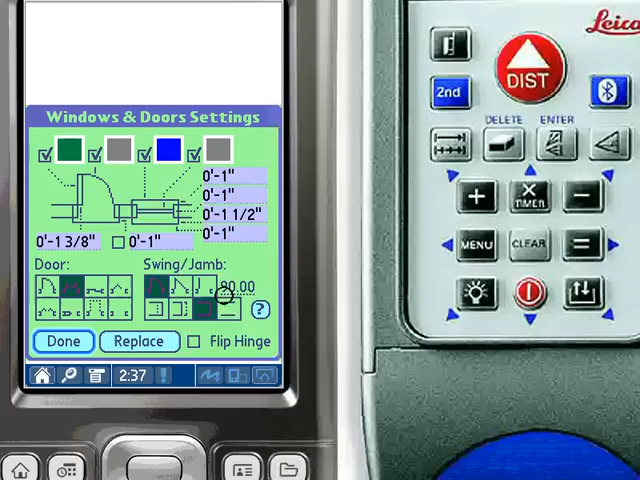 Windows & Doors Settings
0'-1"
0'-1"
0'-1 1/2"
0'-1"
0'-1 3/8"
0'-1"
Door:
Swing/Jamb:
90.00
?
Done
Replace
Flip Hinge
2:37
Leica
DIST
2nd
DELETE
ENTER
+
X
TIMER
−
MENU
CLEAR
=